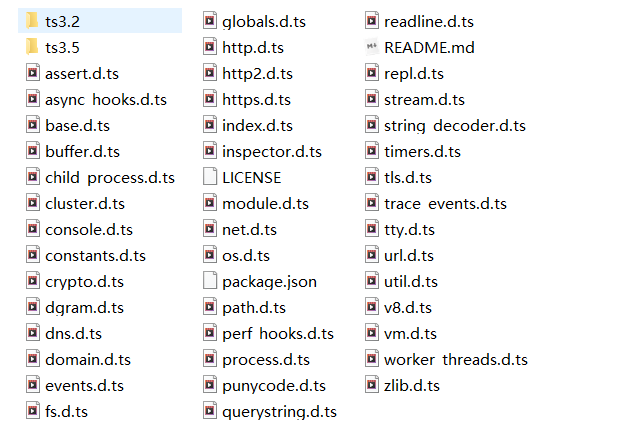 ts3.2
ts3.5
assert.d.ts
async_hooks.d.ts
base.d.ts
buffer.d.ts
child_process.d.ts
cluster.d.ts
console.d.ts
constants.d.ts
crypto.d.ts
dgram.d.ts
dns.d.ts
domain.d.ts
events.d.ts
fs.d.ts
globals.d.ts
http.d.ts
http2.d.ts
https.d.ts
index.d.ts
inspector.d.ts
LICENSE
module.d.ts
net.d.ts
os.d.ts
package.json
path.d.ts
perf_hooks.d.ts
process.d.ts
punycode.d.ts
querystring.d.ts
readline.d.ts
README.md
repl.d.ts
stream.d.ts
string_decoder.d.ts
timers.d.ts
tls.d.ts
trace_events.d.ts
tty.d.ts
url.d.ts
util.d.ts
v8.d.ts
vm.d.ts
worker_threads.d.ts
zlib.d.ts